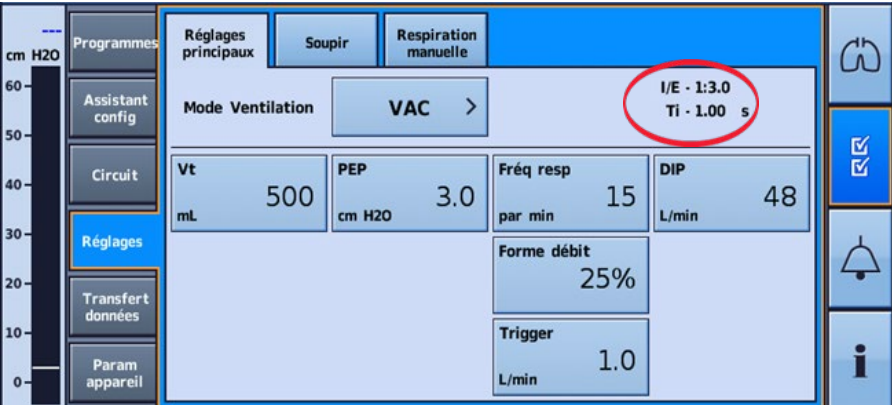 ---
cm H2O
60
50
40
30
20
10
0
Programmes
Assistant
config
Circuit
Réglages
Transfert
données
Param
appareil
Réglages
principaux
Soupir
Respiration
manuelle
Mode Ventilation
VAC >
I/E - 1:3.0
Ti - 1.00 s
Vt
500
mL
PEP
3.0
cm H2O
Fréq resp
15
par min
DIP
48
L/min
Forme débit
25%
Trigger
1.0
L/min
i